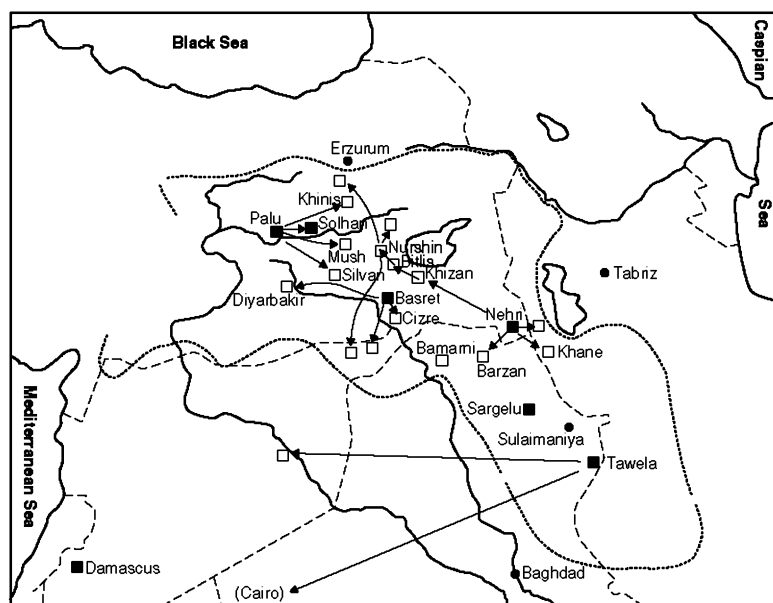 Black Sea
Caspian
Sea
Erzurum
Khinis
Palu
Solhan
Mush
Nurshin
Bitlis
Silvan
Khizan
Tabriz
Diyarbakir
Basret
Cizre
Nehri
Bamarni
Barzan
Khane
Mediterranean Sea
Sargelu
Sulaimaniya
Tawela
Damascus
(Cairo)
Baghdad